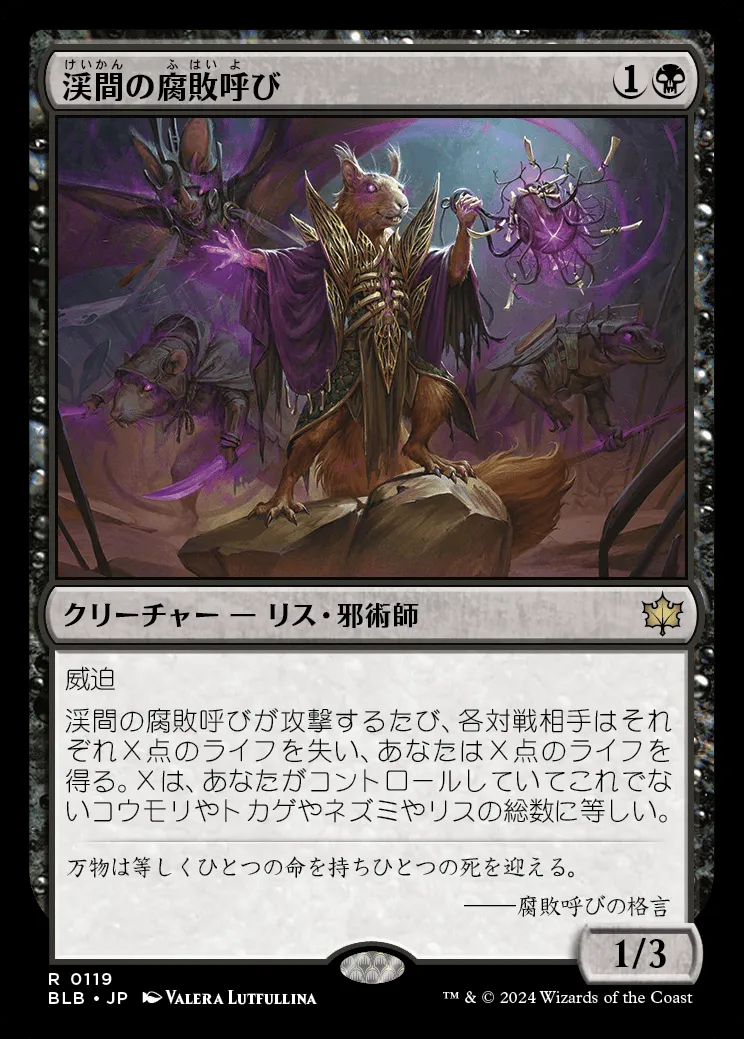 けいかん ふはい よ
渓間の腐敗呼び 1
クリーチャー — リス・邪術師
威迫
渓間の腐敗呼びが攻撃するたび、各対戦相手はそれ
ぞれX点のライフを失い、あなたはX点のライフを
得る。Xは、あなたがコントロールしていてこれでな
いコウモリやトカゲやネズミやリスの総数に等しい。
万物は等しくひとつの命を持ちひとつの死を迎える。
——腐敗呼びの格言
1/3
R 0119
BLB • JP VALERA LUTFULLINA
™ & © 2024 Wizards of the Coast